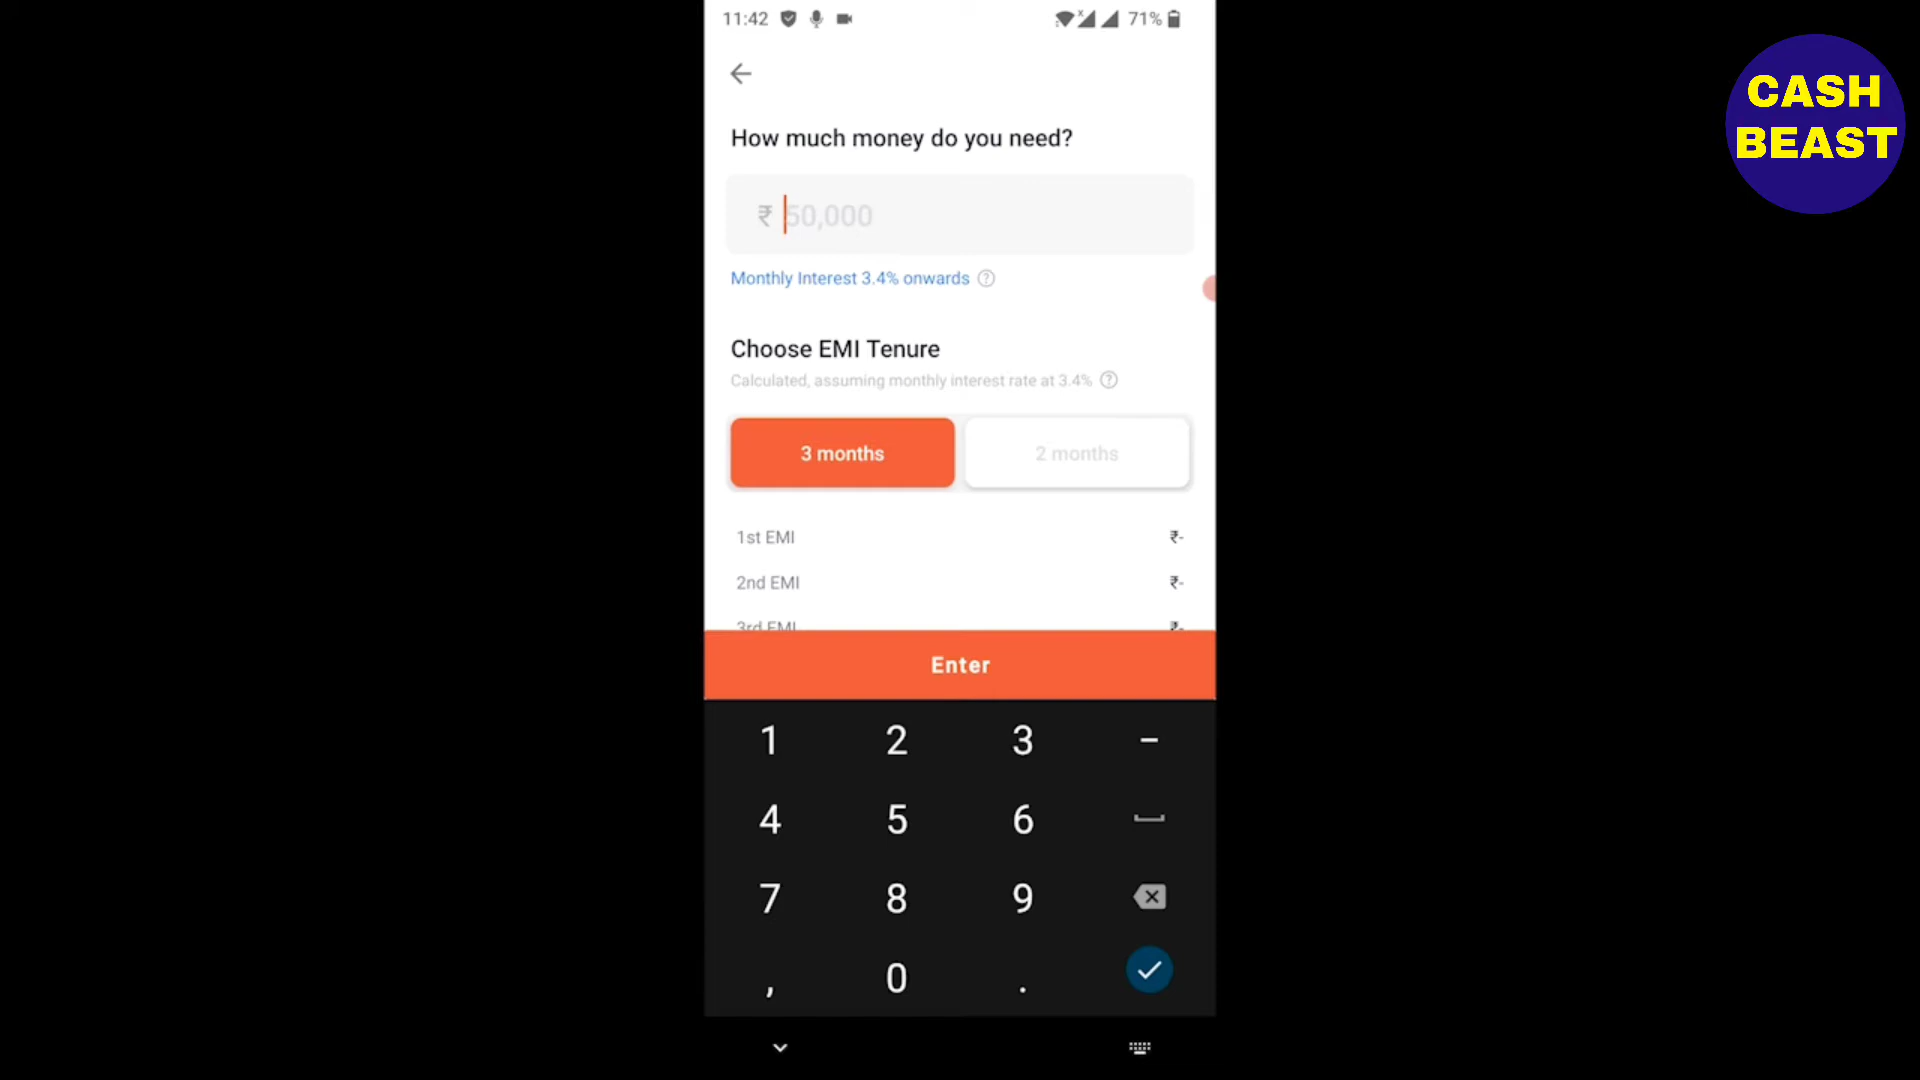 11:42
71%
CASH
BEAST
How much money do you need?
₹ 50,000
Monthly Interest 3.4% onwards ?
Choose EMI Tenure
Calculated, assuming monthly interest rate at 3.4% ?
3 months
2 months
1st EMI ₹-
2nd EMI ₹-
3rd EMI ₹-
Enter
1 2 3 -
4 5 6
7 8 9
, 0 .